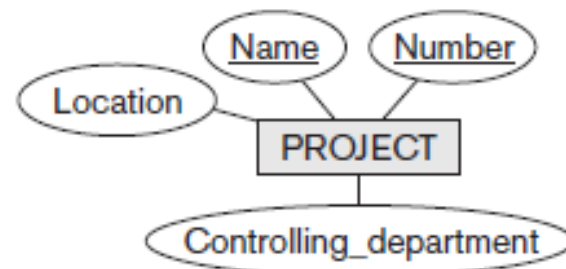 Name
Number
Location
PROJECT
Controlling_department